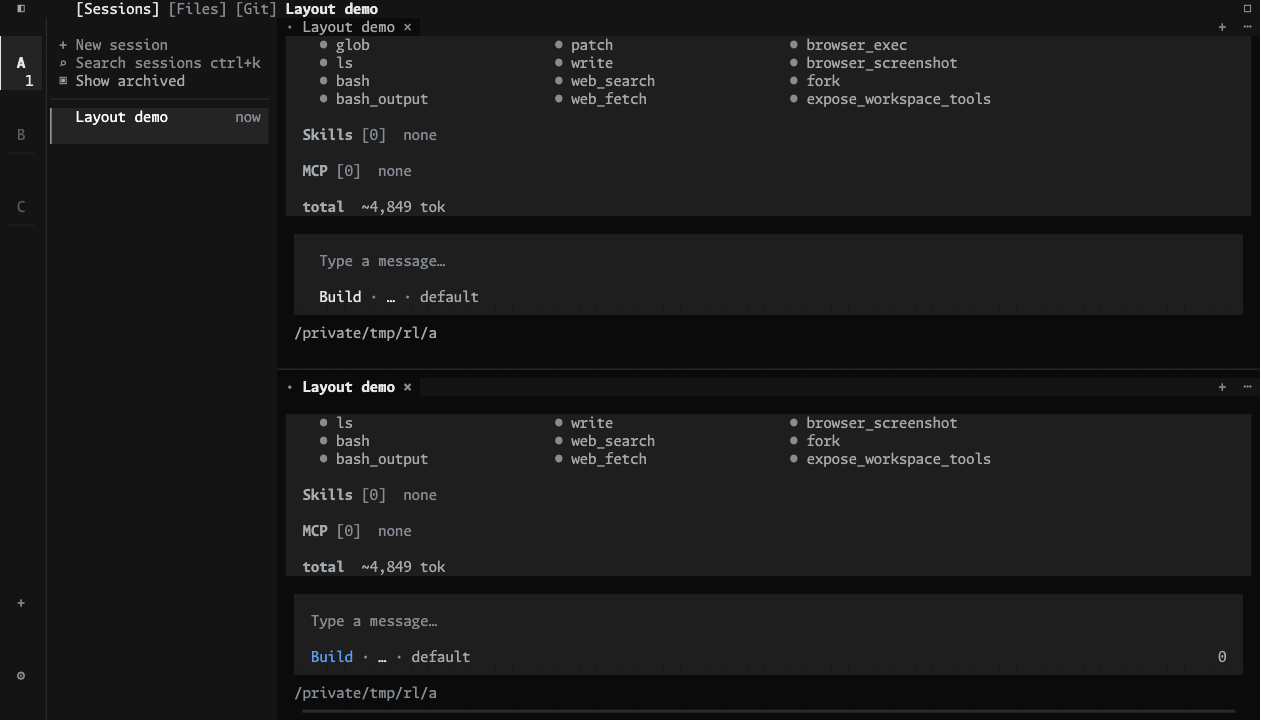 [Sessions] [Files] [Git] Layout demo
· Layout demo × + ⋯
+ New session
⌕ Search sessions ctrl+k
▣ Show archived
Layout demo now
A
1
B
C
+
⚙
● glob ● patch ● browser_exec
● ls ● write ● browser_screenshot
● bash ● web_search ● fork
● bash_output ● web_fetch ● expose_workspace_tools
Skills [0] none
MCP [0] none
total ~4,849 tok
Type a message…
Build · … · default
/private/tmp/rl/a
· Layout demo × + ⋯
● ls ● write ● browser_screenshot
● bash ● web_search ● fork
● bash_output ● web_fetch ● expose_workspace_tools
Skills [0] none
MCP [0] none
total ~4,849 tok
Type a message…
Build · … · default 0
/private/tmp/rl/a